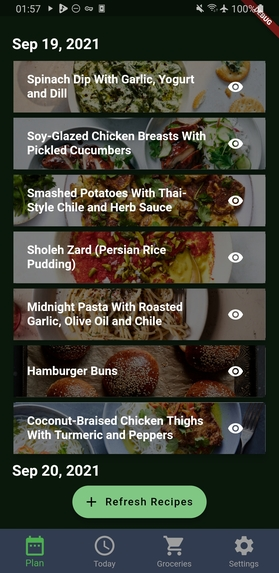 01:57
100%
DEBUG
Sep 19, 2021
Spinach Dip With Garlic, Yogurt
and Dill
Soy-Glazed Chicken Breasts With
Pickled Cucumbers
Smashed Potatoes With Thai-
Style Chile and Herb Sauce
Sholeh Zard (Persian Rice
Pudding)
Midnight Pasta With Roasted
Garlic, Olive Oil and Chile
Hamburger Buns
Coconut-Braised Chicken Thighs
With Turmeric and Peppers
Sep 20, 2021
+ Refresh Recipes
Plan
Today
Groceries
Settings